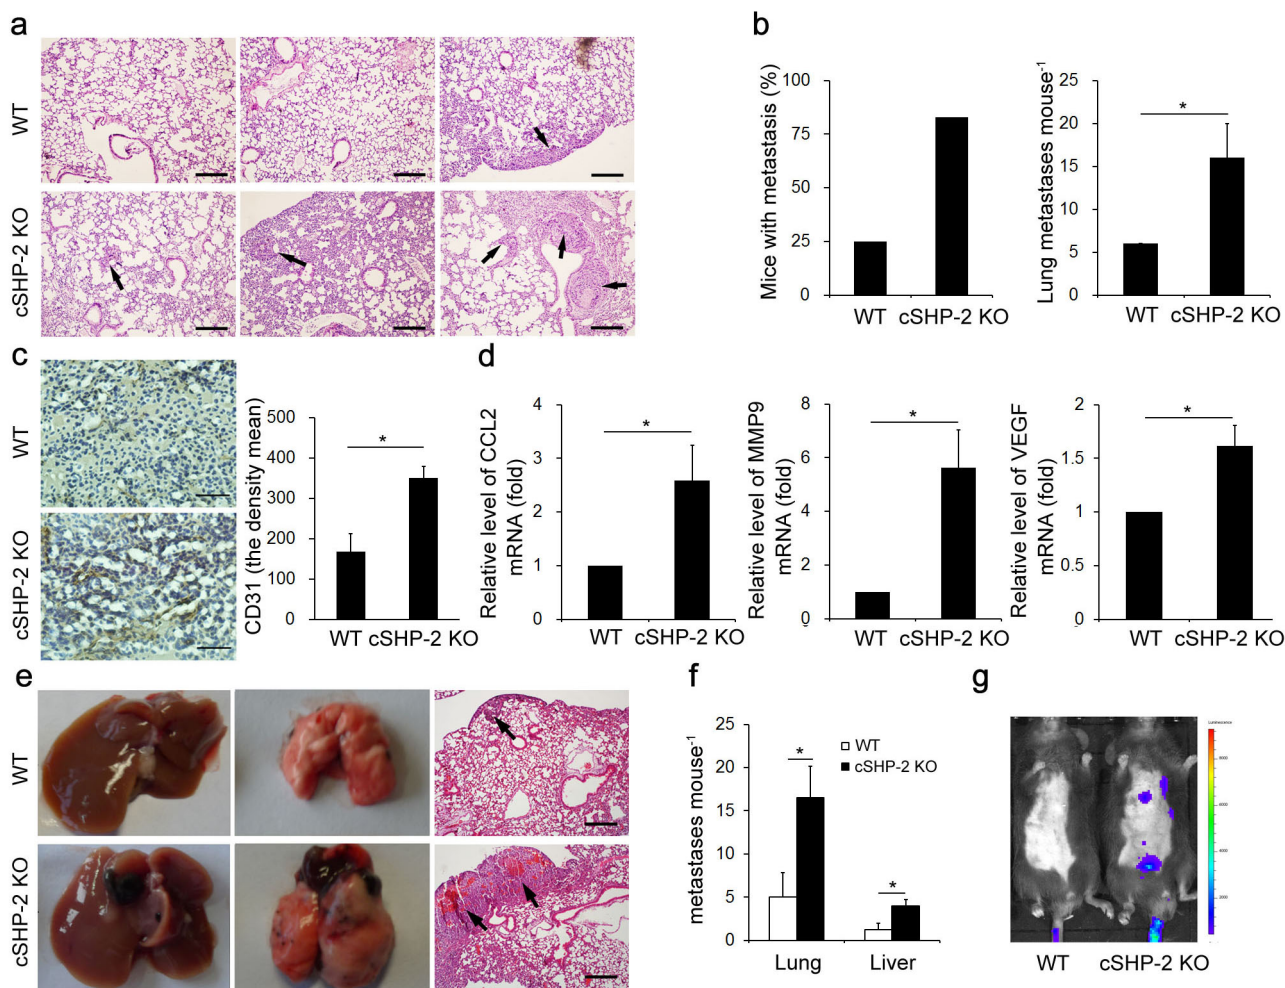 a
WT
cSHP-2 KO
b
Mice with metastasis (%)
100
75
50
25
0
WT cSHP-2 KO
Lung metastases mouse⁻¹
25
20
15
10
5
0
*
WT cSHP-2 KO
c
WT
cSHP-2 KO
CD31 (the density mean)
500
400
300
200
100
0
*
WT cSHP-2 KO
d
Relative level of CCL2
mRNA (fold)
4
3
2
1
0
*
WT cSHP-2 KO
Relative level of MMP9
mRNA (fold)
8
6
4
2
*
WT cSHP-2 KO
Relative level of VEGF
mRNA (fold)
2
1.5
1
0.5
0
*
WT cSHP-2 KO
e
WT
cSHP-2 KO
f
metastases mouse⁻¹
25
20
15
10
5
0
WT
cSHP-2 KO
*
*
Lung Liver
g
Luminescence
8000
6000
4000
2000
WT cSHP-2 KO